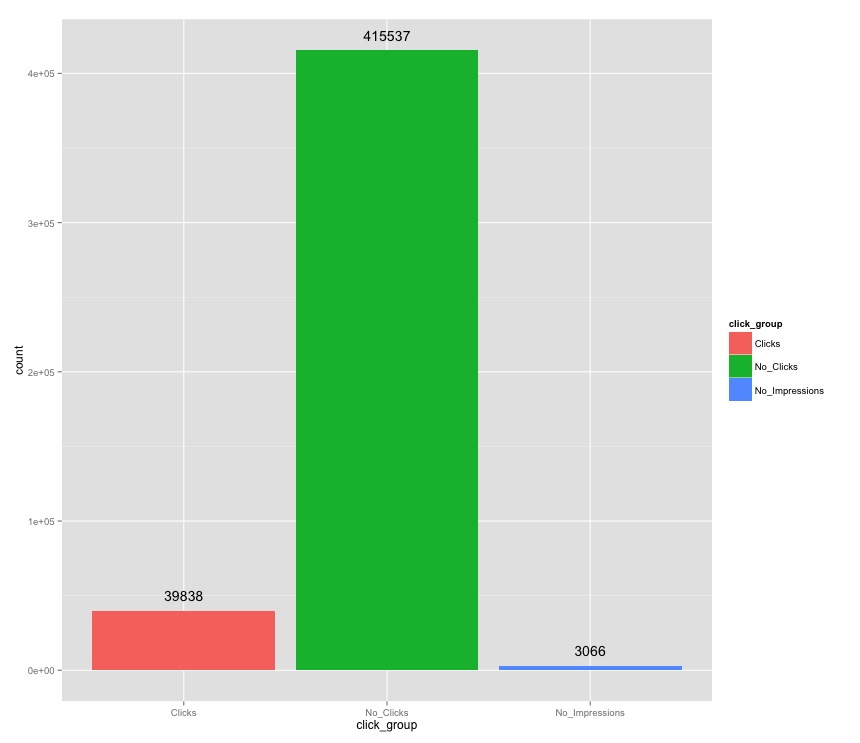 415537
4e+05
3e+05
2e+05
1e+05
0e+00
39838
3066
count
Clicks
No_Clicks
No_Impressions
click_group
click_group
Clicks
No_Clicks
No_Impressions